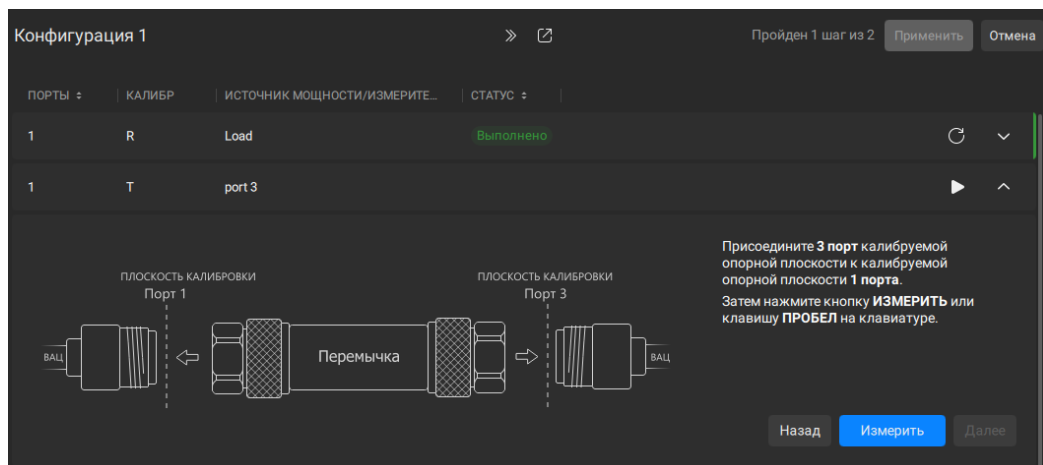 Конфигурация 1
Пройден 1 шаг из 2 Применить Отмена
ПОРТЫ КАЛИБР ИСТОЧНИК МОЩНОСТИ/ИЗМЕРИТЕ... СТАТУС
1 R Load Выполнено
1 T port 3
Присоедините 3 порт калибруемой
опорной плоскости к калибруемой
опорной плоскости 1 порта.
Затем нажмите кнопку ИЗМЕРИТЬ или
клавишу ПРОБЕЛ на клавиатуре.
ПЛОСКОСТЬ КАЛИБРОВКИ ПЛОСКОСТЬ КАЛИБРОВКИ
Порт 1 Порт 3
ВАЦ Перемычка ВАЦ
Назад Измерить Далее